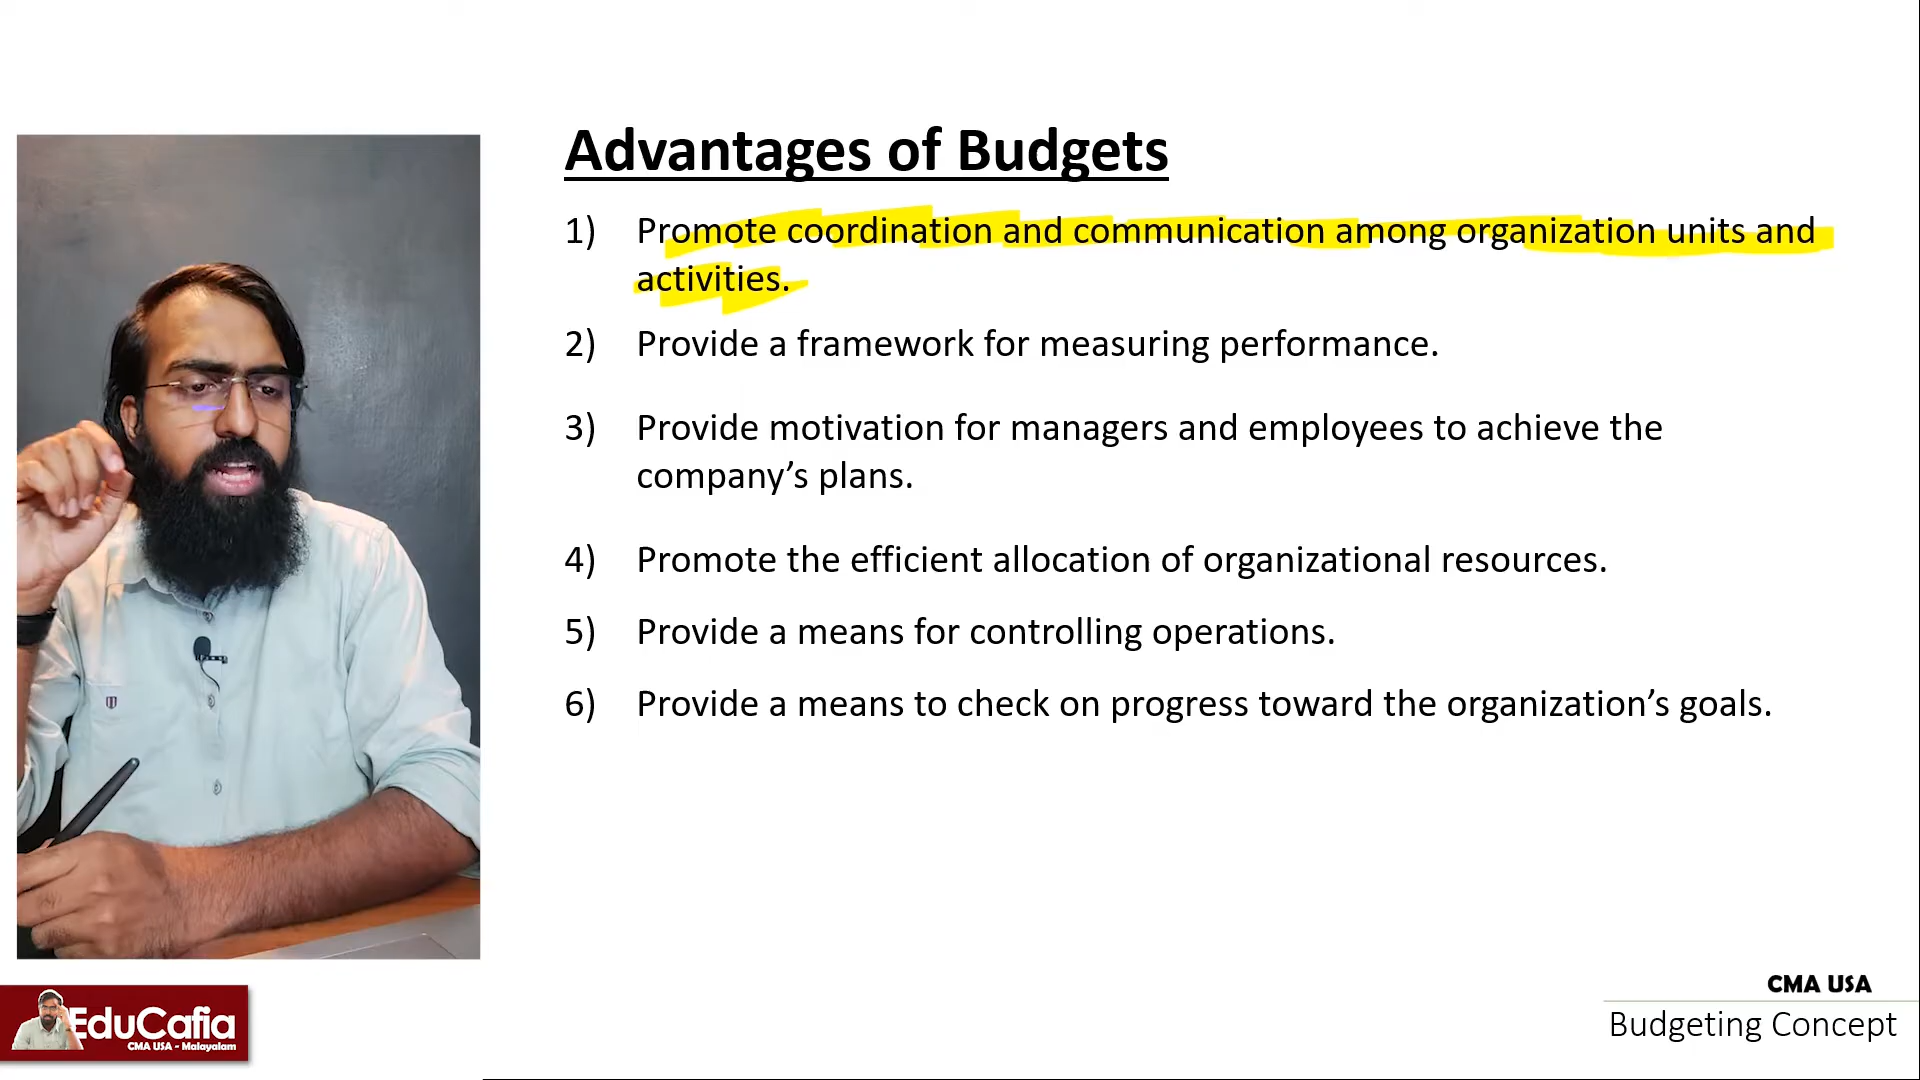 Advantages of Budgets
1) Promote coordination and communication among organization units and
activities.
2) Provide a framework for measuring performance.
3) Provide motivation for managers and employees to achieve the
company’s plans.
4) Promote the efficient allocation of organizational resources.
5) Provide a means for controlling operations.
6) Provide a means to check on progress toward the organization’s goals.
EduCafia
CMA USA - Malayalam
CMA USA
Budgeting Concept